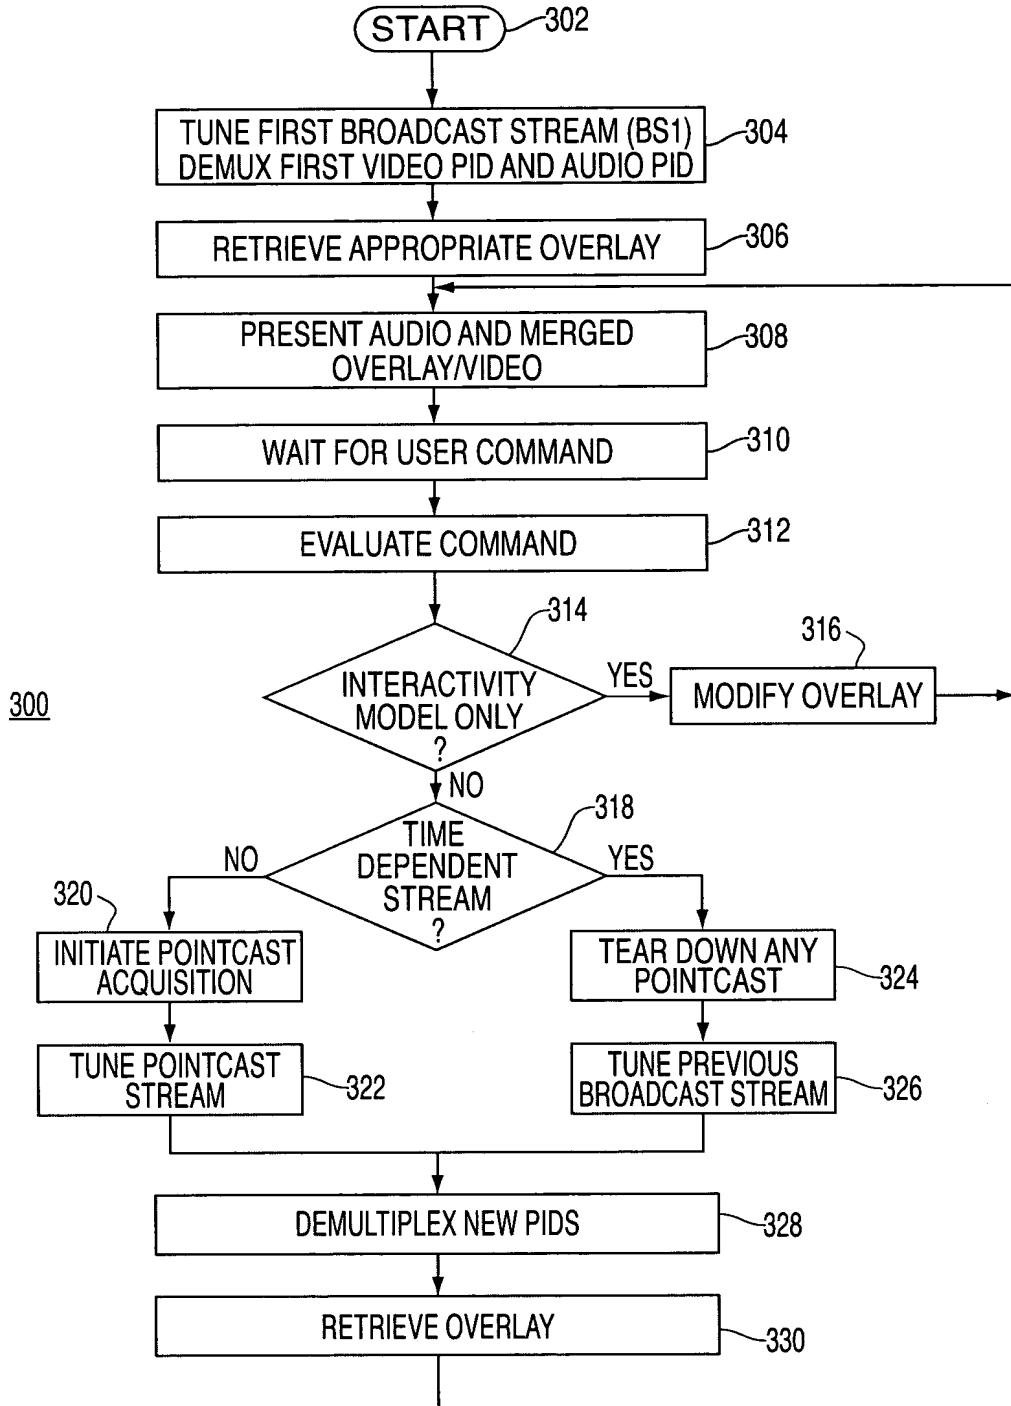 START
302
TUNE FIRST BROADCAST STREAM (BS1)
DEMUX FIRST VIDEO PID AND AUDIO PID
304
RETRIEVE APPROPRIATE OVERLAY
306
PRESENT AUDIO AND MERGED
OVERLAY/VIDEO
308
WAIT FOR USER COMMAND
310
EVALUATE COMMAND
312
314
INTERACTIVITY
MODEL ONLY
?
YES
316
MODIFY OVERLAY
300
NO
318
TIME
DEPENDENT
STREAM
?
NO
YES
320
INITIATE POINTCAST
ACQUISITION
TEAR DOWN ANY
POINTCAST
324
TUNE POINTCAST
STREAM
322
TUNE PREVIOUS
BROADCAST STREAM
326
DEMULTIPLEX NEW PIDS
328
RETRIEVE OVERLAY
330